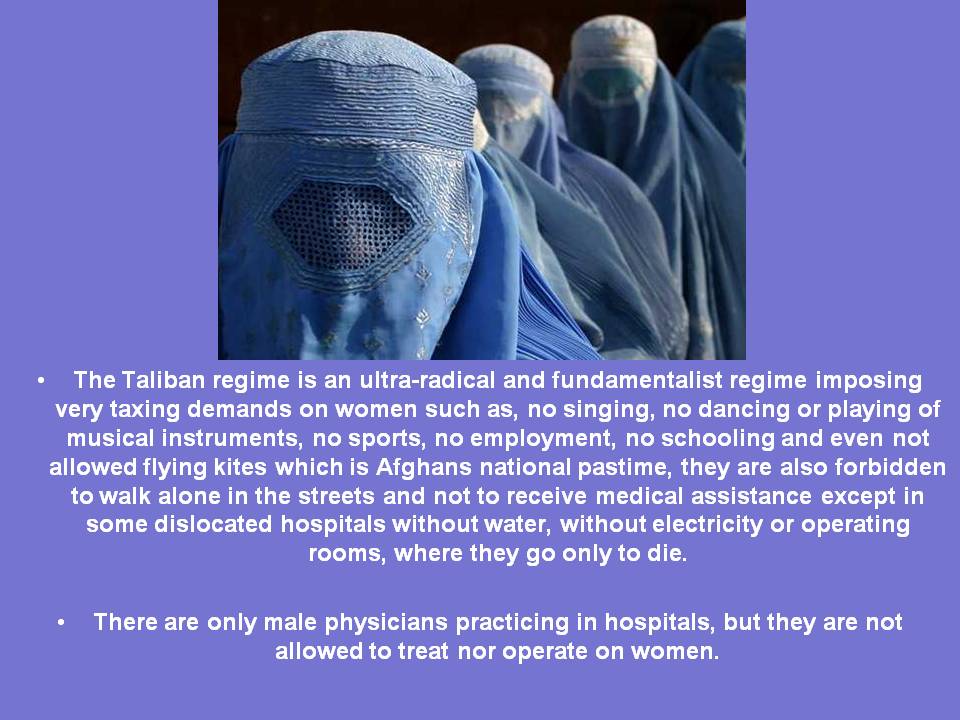 • The Taliban regime is an ultra-radical and fundamentalist regime imposing
very taxing demands on women such as, no singing, no dancing or playing of
musical instruments, no sports, no employment, no schooling and even not
allowed flying kites which is Afghans national pastime, they are also forbidden
to walk alone in the streets and not to receive medical assistance except in
some dislocated hospitals without water, without electricity or operating
rooms, where they go only to die.
• There are only male physicians practicing in hospitals, but they are not
allowed to treat nor operate on women.